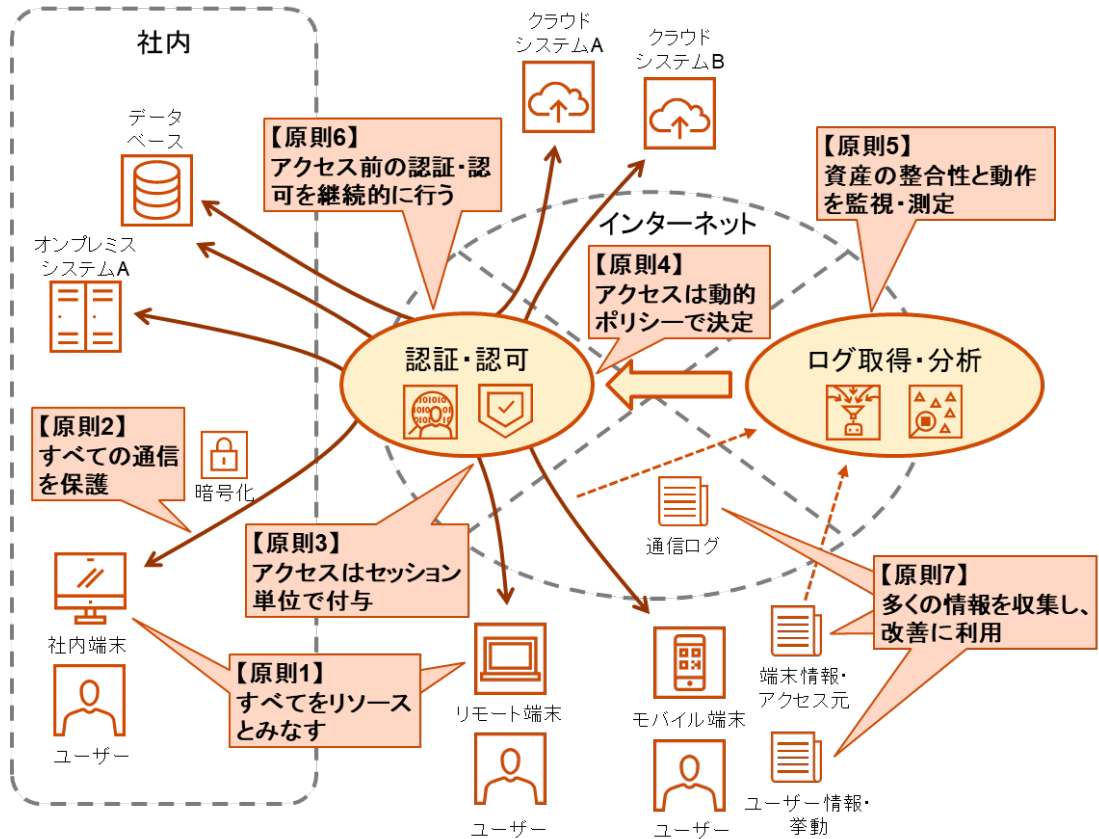 社内
クラウド
システムA
クラウド
システムB
データ
ベース
【原則6】
アクセス前の認証・認
可を継続的に行う
【原則5】
資産の整合性と動作
を監視・測定
インターネット
オンプレミス
システムA
【原則4】
アクセスは動的
ポリシーで決定
認証・認可
ログ取得・分析
【原則2】
すべての通信
を保護
暗号化
【原則3】
アクセスはセッション
単位で付与
通信ログ
【原則7】
多くの情報を収集し、
改善に利用
社内端末
【原則1】
すべてをリソース
とみなす
リモート端末
モバイル端末
端末情報・
アクセス元
ユーザー
ユーザー
ユーザー
ユーザー情報・
挙動